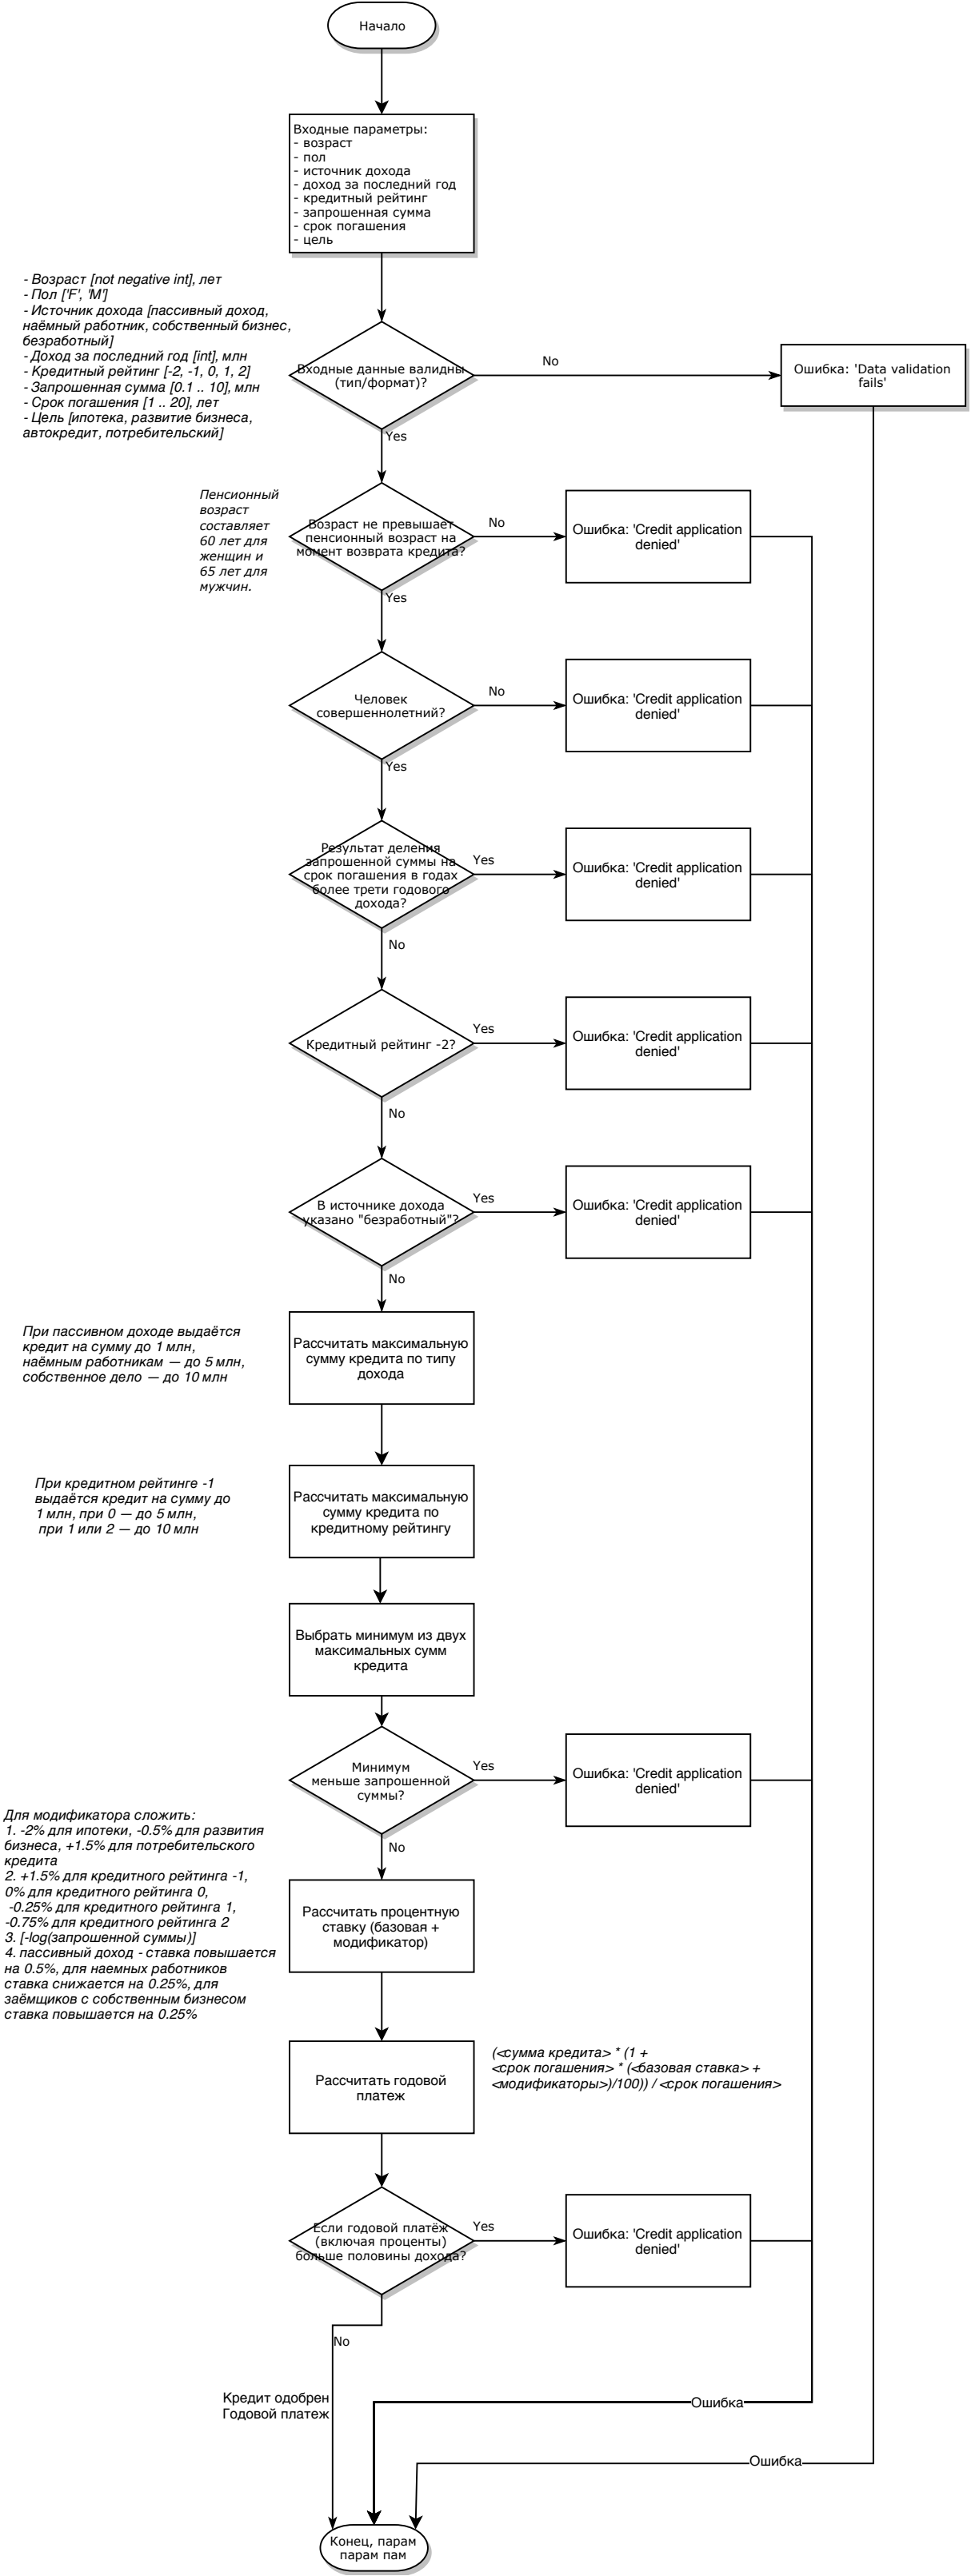 Начало
Входные параметры:
- возраст
- пол
- источник дохода
- доход за последний год
- кредитный рейтинг
- запрошенная сумма
- срок погашения
- цель
- Возраст [not negative int], лет
- Пол ['F', 'M']
- Источник дохода [пассивный доход,
наёмный работник, собственный бизнес,
безработный]
- Доход за последний год [int], млн
- Кредитный рейтинг [-2, -1, 0, 1, 2]
- Запрошенная сумма [0.1 .. 10], млн
- Срок погашения [1 .. 20], лет
- Цель [ипотека, развитие бизнеса,
автокредит, потребительский]
Входные данные валидны
(тип/формат)?
No
Ошибка: 'Data validation
fails'
Yes
Пенсионный
возраст
составляет
60 лет для
женщин и
65 лет для
мужчин.
Возраст не превышает
пенсионный возраст на
момент возврата кредита?
No
Ошибка: 'Credit application
denied'
Yes
Человек
совершеннолетний?
No
Ошибка: 'Credit application
denied'
Yes
Результат деления
запрошенной суммы на
срок погашения в годах
более трети годового
дохода?
Yes
Ошибка: 'Credit application
denied'
No
Кредитный рейтинг -2?
Yes
Ошибка: 'Credit application
denied'
No
В источнике дохода
указано "безработный"?
Yes
Ошибка: 'Credit application
denied'
No
При пассивном доходе выдаётся
кредит на сумму до 1 млн,
наёмным работникам — до 5 млн,
собственное дело — до 10 млн
Рассчитать максимальную
сумму кредита по типу
дохода
При кредитном рейтинге -1
выдаётся кредит на сумму до
1 млн, при 0 — до 5 млн,
при 1 или 2 — до 10 млн
Рассчитать максимальную
сумму кредита по
кредитному рейтингу
Выбрать минимум из двух
максимальных сумм
кредита
Минимум
меньше запрошенной
суммы?
Yes
Ошибка: 'Credit application
denied'
No
Для модификатора сложить:
1. -2% для ипотеки, -0.5% для развития
бизнеса, +1.5% для потребительского
кредита
2. +1.5% для кредитного рейтинга -1,
0% для кредитного рейтинга 0,
-0.25% для кредитного рейтинга 1,
-0.75% для кредитного рейтинга 2
3. [-log(запрошенной суммы)]
4. пассивный доход - ставка повышается
на 0.5%, для наемных работников
ставка снижается на 0.25%, для
заёмщиков с собственным бизнесом
ставка повышается на 0.25%
Рассчитать процентную
ставку (базовая +
модификатор)
Рассчитать годовой
платеж
(<сумма кредита> * (1 +
<срок погашения> * (<базовая ставка> +
<модификаторы>)/100)) / <срок погашения>
Если годовой платёж
(включая проценты)
больше половины дохода?
Yes
Ошибка: 'Credit application
denied'
No
Кредит одобрен
Годовой платеж
Ошибка
Ошибка
Конец, парам
парам пам